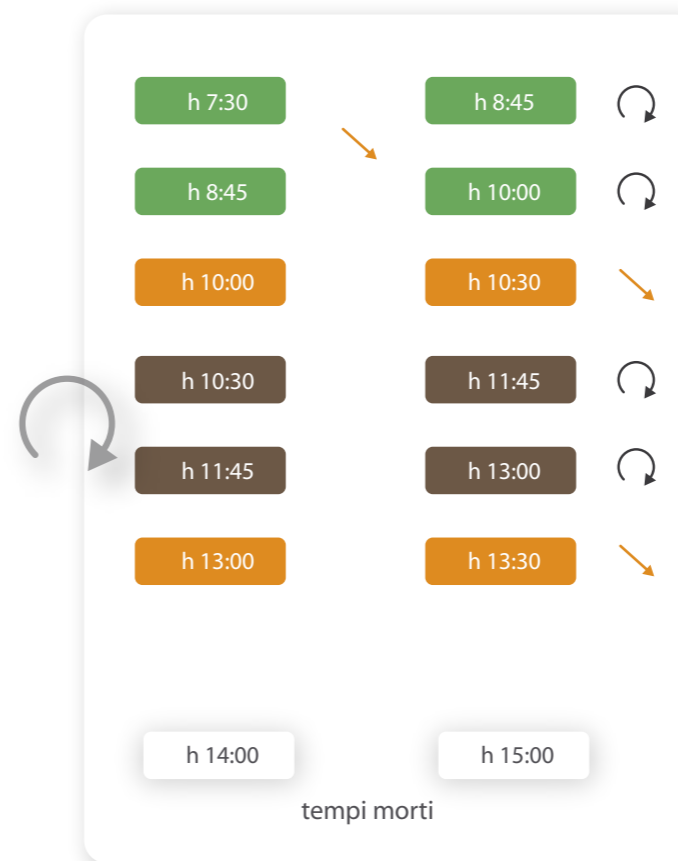 h 7:30 h 8:45
h 8:45 h 10:00
h 10:00 h 10:30
h 10:30 h 11:45
h 11:45 h 13:00
h 13:00 h 13:30
h 14:00 h 15:00
tempi morti